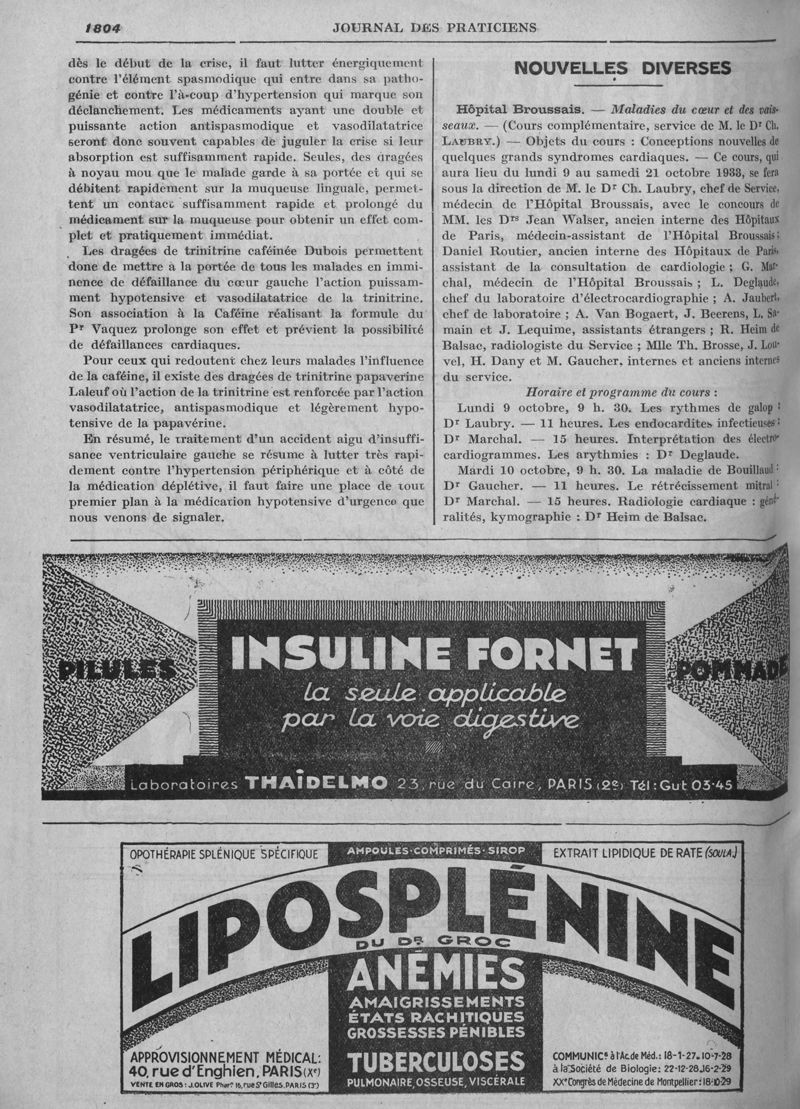 1804
JOURNAL DES PRATICIENS
dès le début de la crise, il faut lutter énergiquement
contre l'élément spasmodique qui entre dans sa patho-
génie et contre l'à-coup d'hypertension qui marque son
déclanchement. Les médicaments ayant une double et
puissante action antispasmodique et vasodilatatrice
seront donc souvent capables de juguler la crise si leur
absorption est suffisamment rapide. Seules, des dragées
à noyau mou que le malade garde à sa portée et qui se
débitent rapidement sur la muqueuse linguale, permet-
tent un contact suffisamment rapide et prolongé du
médicament sur la muqueuse pour obtenir un effet com-
plet et pratiquement immédiat.
Les dragées de trinitrine caféinée Dubois permettent
donc de mettre a la portée de tous les malades en immi-
nence de défaillance du cœur gauche l'action puissam-
ment hypotensive et vasodilatatrice de la trinitrine.
Son association à la Caféine réalisant la formule du
Pr Vaquez prolonge son effet et prévient la possibilité
de défaillances cardiaques.
Pour ceux qui redoutent chez leurs malades l'influence
de la caféine, il existe des dragées de trinitrine papaverine
Laleuf où l'action de la trinitrine est renforcée par l'action
vasodilatatrice, antispasmodique et légèrement hypo-
tensive de la papavérine.
En résumé, le traitement d'un accident aigu d'insuffi-
sance ventriculaire gauche se résume à lutter très rapi-
dement contre l'hypertension périphérique et à côté de
la médication déplétive, il faut faire une place de tout
premier plan à la médication hypotensive d'urgence que
nous venons de signaler.
NOUVELLES DIVERSES
Hôpital Broussais. — Maladies du cœur et des vais-
seaux. — (Cours complémentaire, service de M. le Dr Ch.
LAUBRY.) — Objets du cours : Conceptions nouvelles de
quelques grands syndromes cardiaques. — Ce cours, qui
aura lieu du lundi 9 au samedi 21 octobre 1933, se fera
sous la direction de M. le Dr Ch. Laubry, chef de Service,
médecin de l'Hôpital Broussais, avec le concours de
MM. les Drs Jean Walser, ancien interne des Hôpitaux
de Paris, médecin-assistant de l'Hôpital Broussais ;
Daniel Routier, ancien interne des Hôpitaux de Paris,
assistant de la consultation de cardiologie ; G. Mar-
chal, médecin de l'Hôpital Broussais ; L. Deglaude,
chef du laboratoire d'électrocardiographie ; A. Jaubert,
chef de laboratoire ; A. Van Bogaert, J. Beerens, L. Sa-
main et J. Lequime, assistants étrangers ; R. Heim de
Balsac, radiologiste du Service ; Mlle Th. Brosse, J. Lou-
vel, H. Dany et M. Gaucher, internes et anciens internes
du service.
Horaire et programme du cours :
Lundi 9 octobre, 9 h. 30. Les rythmes de galop :
Dr Laubry. — 11 heures. Les endocardites infectieuses :
Dr Marchal. — 15 heures. Interprétation des électro-
cardiogrammes. Les arythmies : Dr Deglaude.
Mardi 10 octobre, 9 h. 30. La maladie de Bouillaud :
Dr Gaucher. — 11 heures. Le rétrécissement mitral :
Dr Marchal. — 15 heures. Radiologie cardiaque : géné-
ralités, kymographie : Dr Heim de Balsac.
PILULES
INSULINE FORNET
POMMADE
la seule applicable
par la voie digestive
Laboratoires THAÏDELMO 23, rue du Caire, PARIS (2e) Tél : Gut 03-45
OPOTHÉRAPIE SPLÉNIQUE SPÉCIFIQUE
AMPOULES-COMPRIMÉS-SIROP
EXTRAIT LIPIDIQUE DE RATE (SOULA)
LIPOSPLÉNINE
DU Dr GROC
ANÉMIES
AMAIGRISSEMENTS
ÉTATS RACHITIQUES
GROSSESSES PÉNIBLES
TUBERCULOSES
PULMONAIRE, OSSEUSE, VISCÉRALE
APPROVISIONNEMENT MÉDICAL:
40, rue d'Enghien, PARIS (Xe)
VENTE EN GROS : J. OLIVE Pharn 16, rue St Gilles. PARIS (3e)
COMMUNICs à l'Ac. de Méd. : 18-1-27. 10-7-28
à la Société de Biologie : 22-12-28. 16-2-29
XXe Congrès de Médecine de Montpellier : 18-10-29